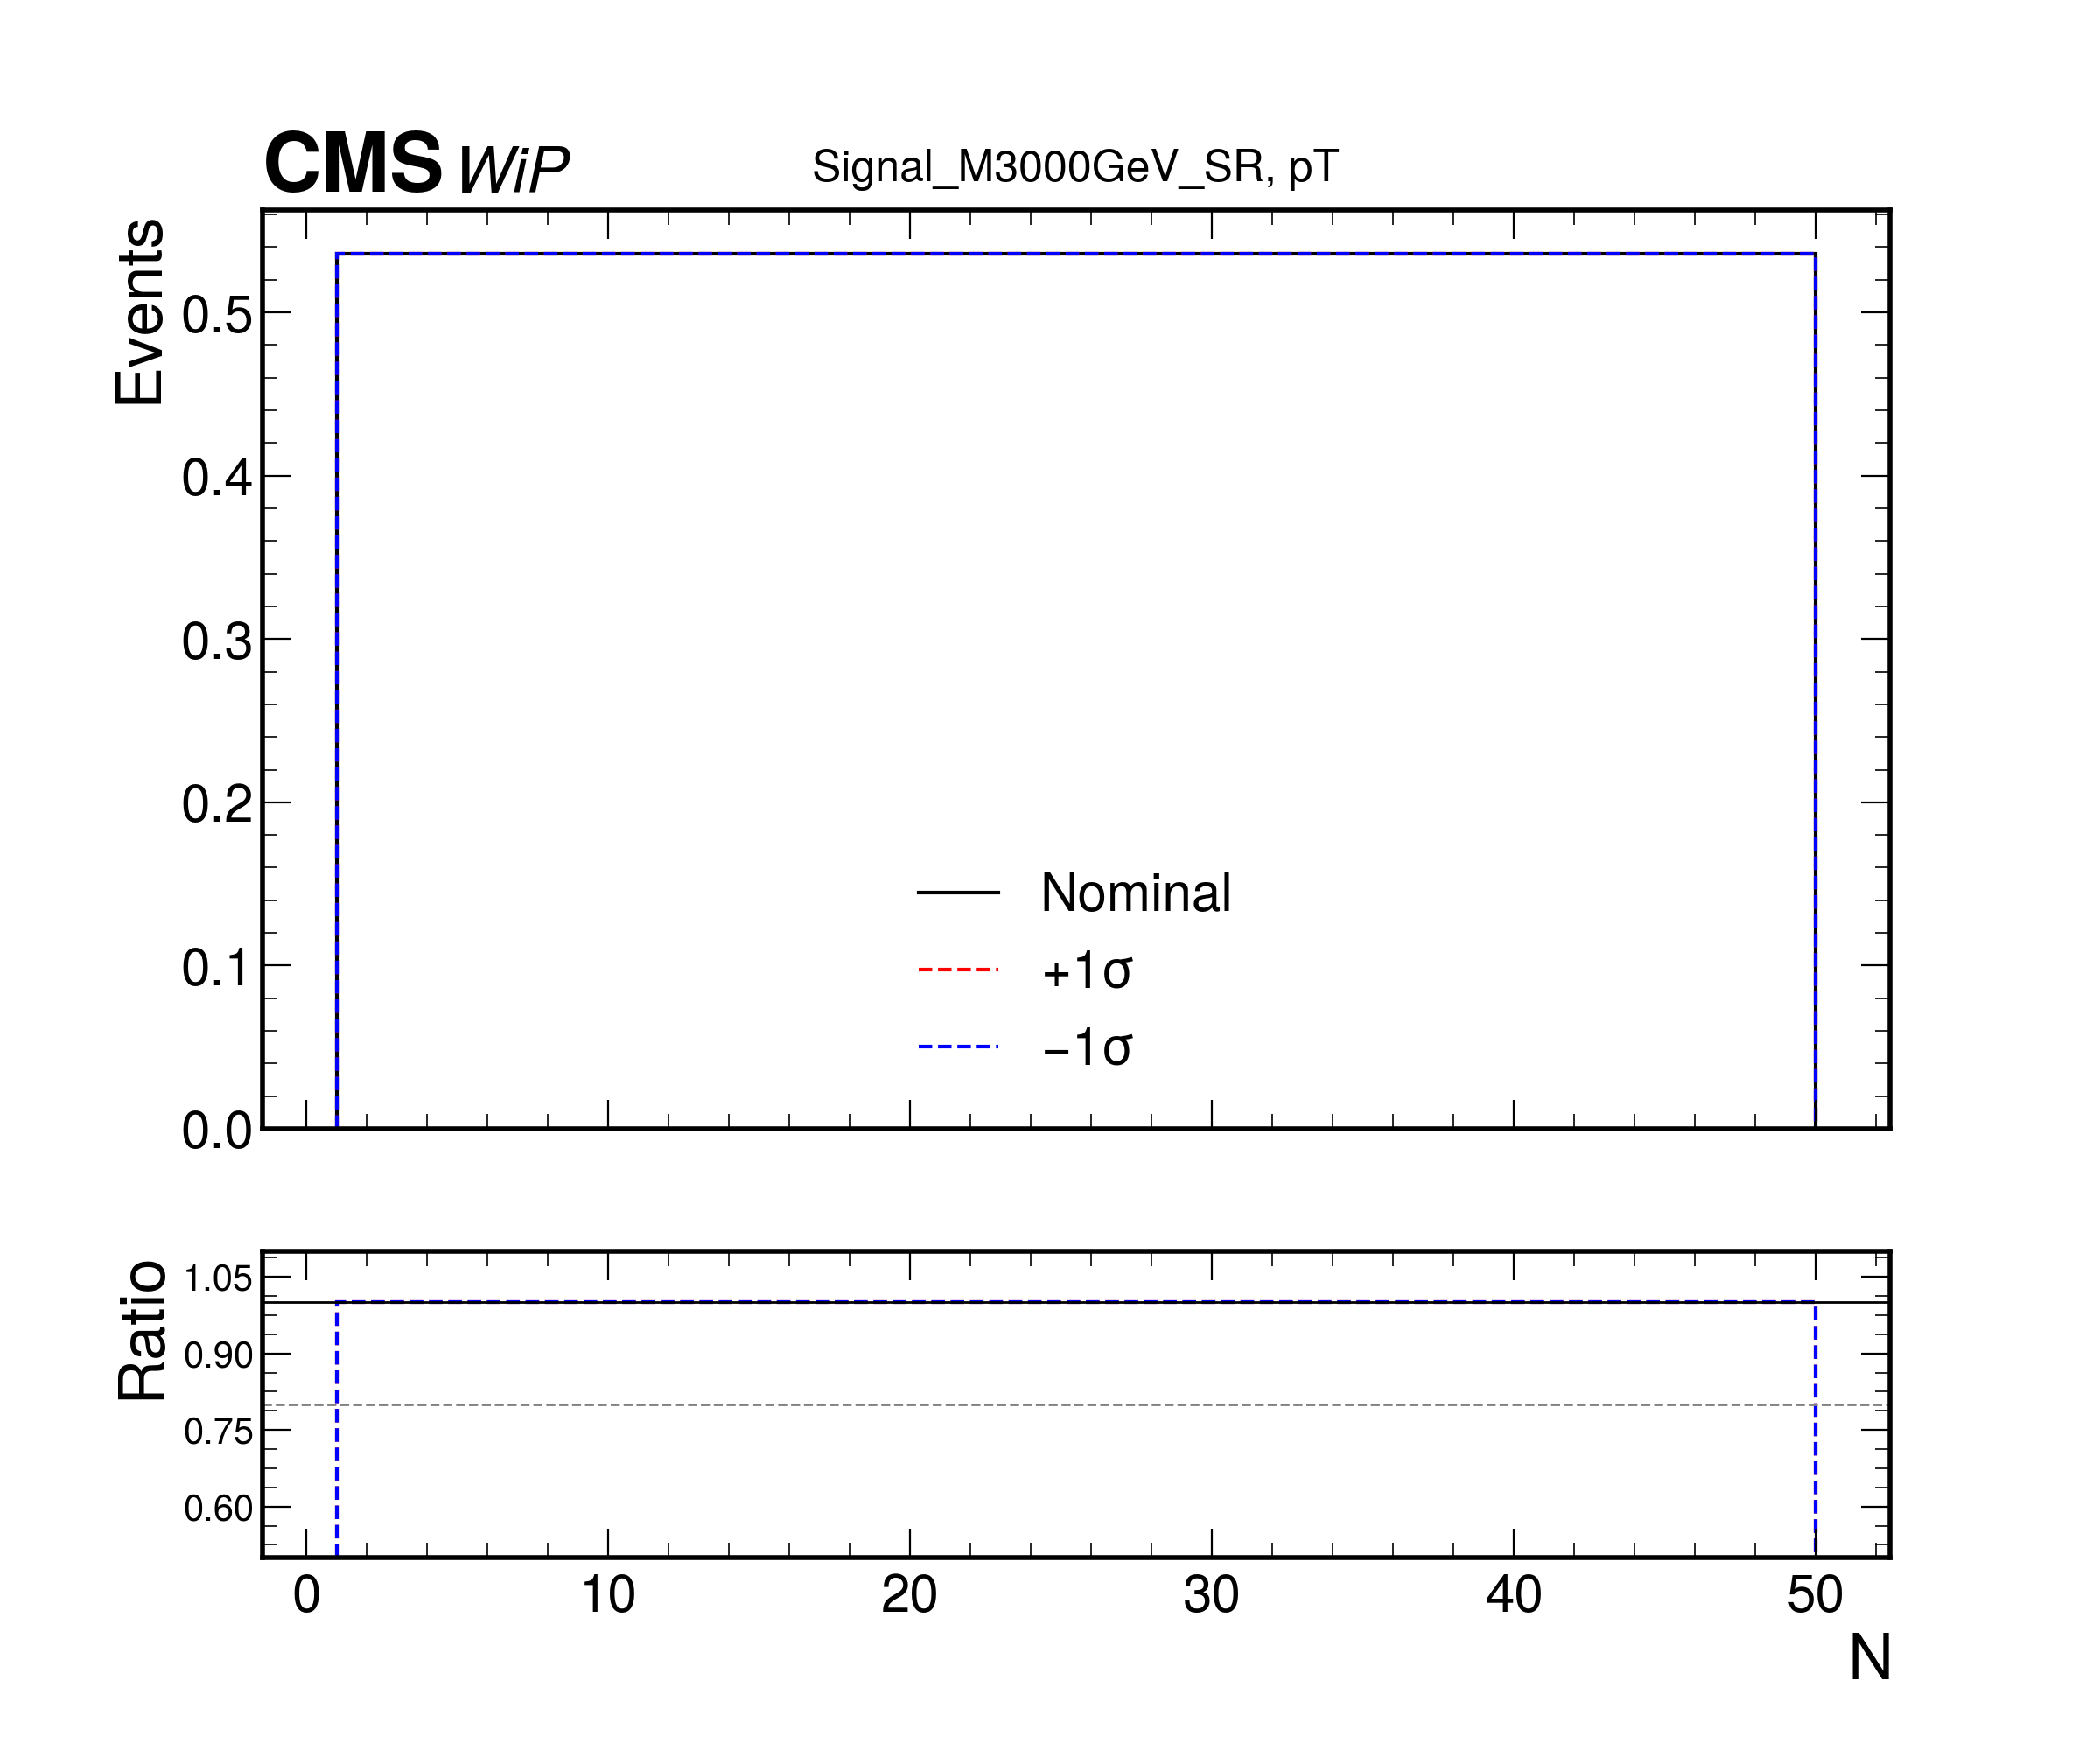 CMS WiP Signal_M3000GeV_SR, pT
Events
0.5
0.4
0.3
0.2
0.1
0.0
Nominal
+1σ
−1σ
Ratio
1.05
0.90
0.75
0.60
0 10 20 30 40 50
N